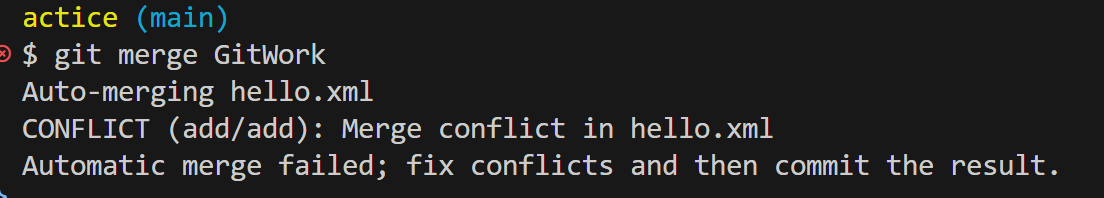 actice (main)
$ git merge GitWork
Auto-merging hello.xml
CONFLICT (add/add): Merge conflict in hello.xml
Automatic merge failed; fix conflicts and then commit the result.